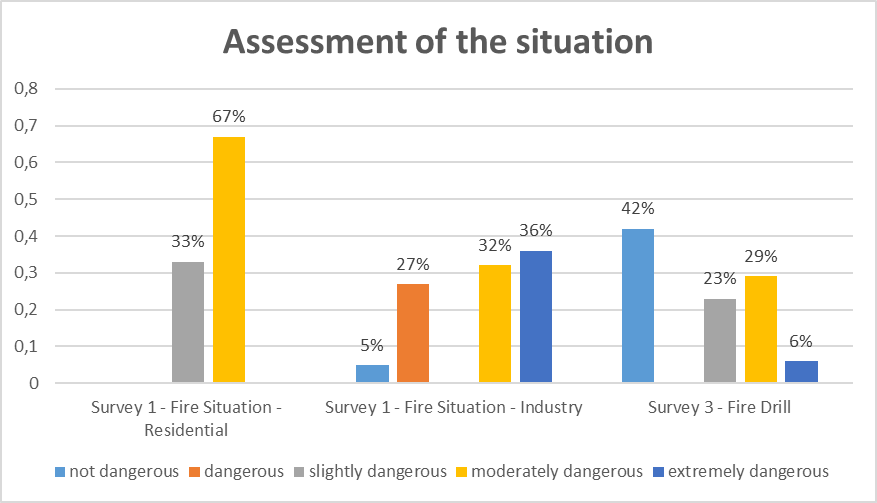 Assessment of the situation
0,8
0,7
0,6
0,5
0,4
0,3
0,2
0,1
0
33%
67%
5%
27%
32%
36%
42%
23%
29%
6%
Survey 1 - Fire Situation -
Residential
Survey 1 - Fire Situation - Industry
Survey 3 - Fire Drill
not dangerous
dangerous
slightly dangerous
moderately dangerous
extremely dangerous